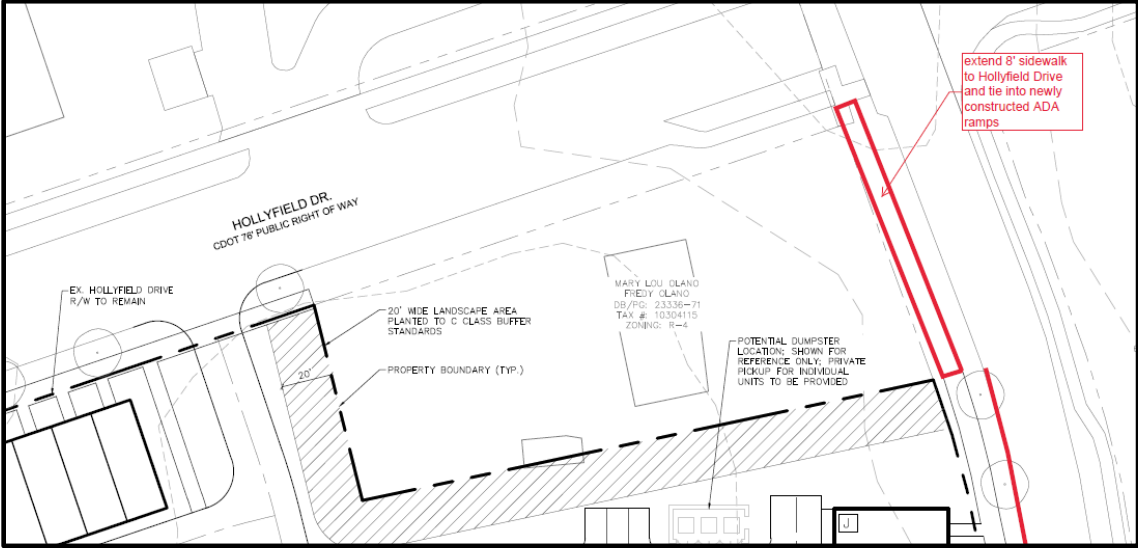 extend 8' sidewalk
to Hollyfield Drive
and tie into newly
constructed ADA
ramps
HOLLYFIELD DR.
CDOT 76' PUBLIC RIGHT OF WAY
EX. HOLLYFIELD DRIVE
R/W TO REMAIN
20' WIDE LANDSCAPE AREA
PLANTED TO C CLASS BUFFER
STANDARDS
PROPERTY BOUNDARY (TYP.)
20'
MARY LOU OLANO
FREDY OLANO
DB/PG: 23336-71
TAX #: 10304115
ZONING: R-4
POTENTIAL DUMPSTER
LOCATION; SHOWN FOR
REFERENCE ONLY; PRIVATE
PICKUP FOR INDIVIDUAL
UNITS TO BE PROVIDED
J